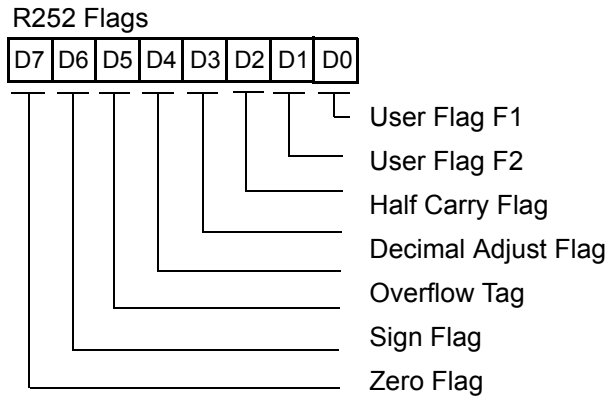 R252 Flags
D7 D6 D5 D4 D3 D2 D1 D0
User Flag F1
User Flag F2
Half Carry Flag
Decimal Adjust Flag
Overflow Tag
Sign Flag
Zero Flag